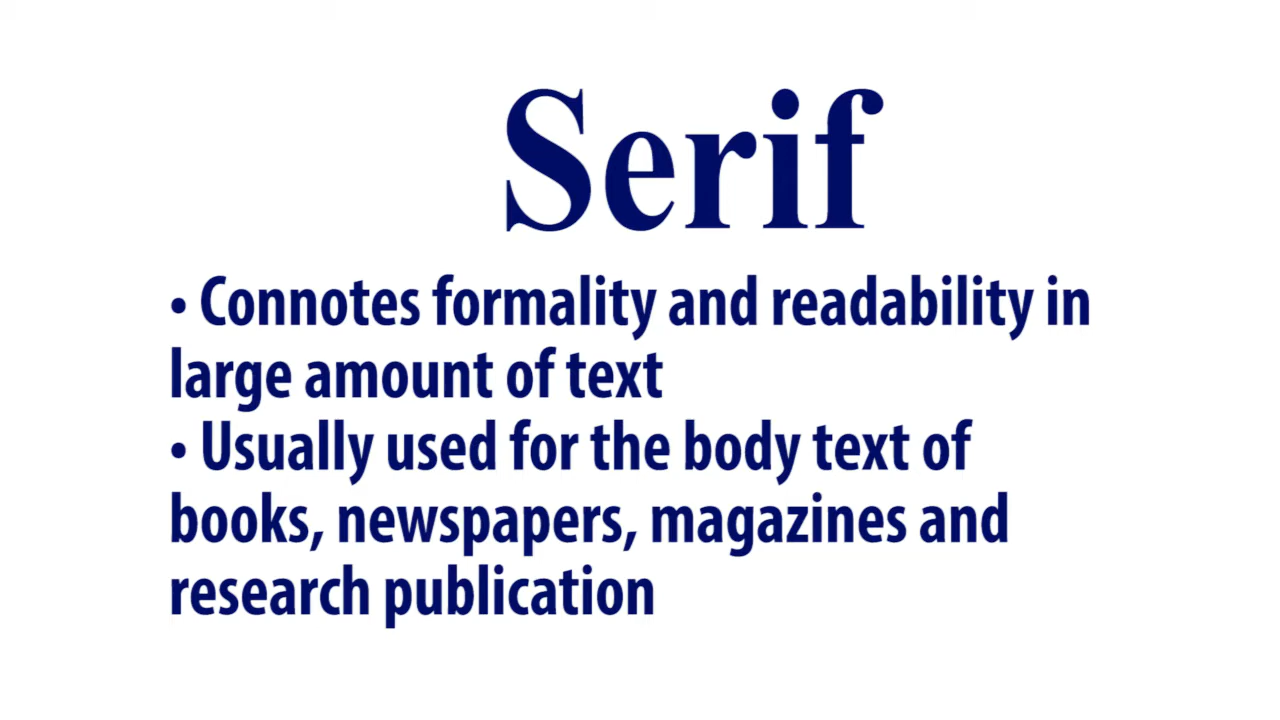 Serif
• Connotes formality and readability in
large amount of text
• Usually used for the body text of
books, newspapers, magazines and
research publication